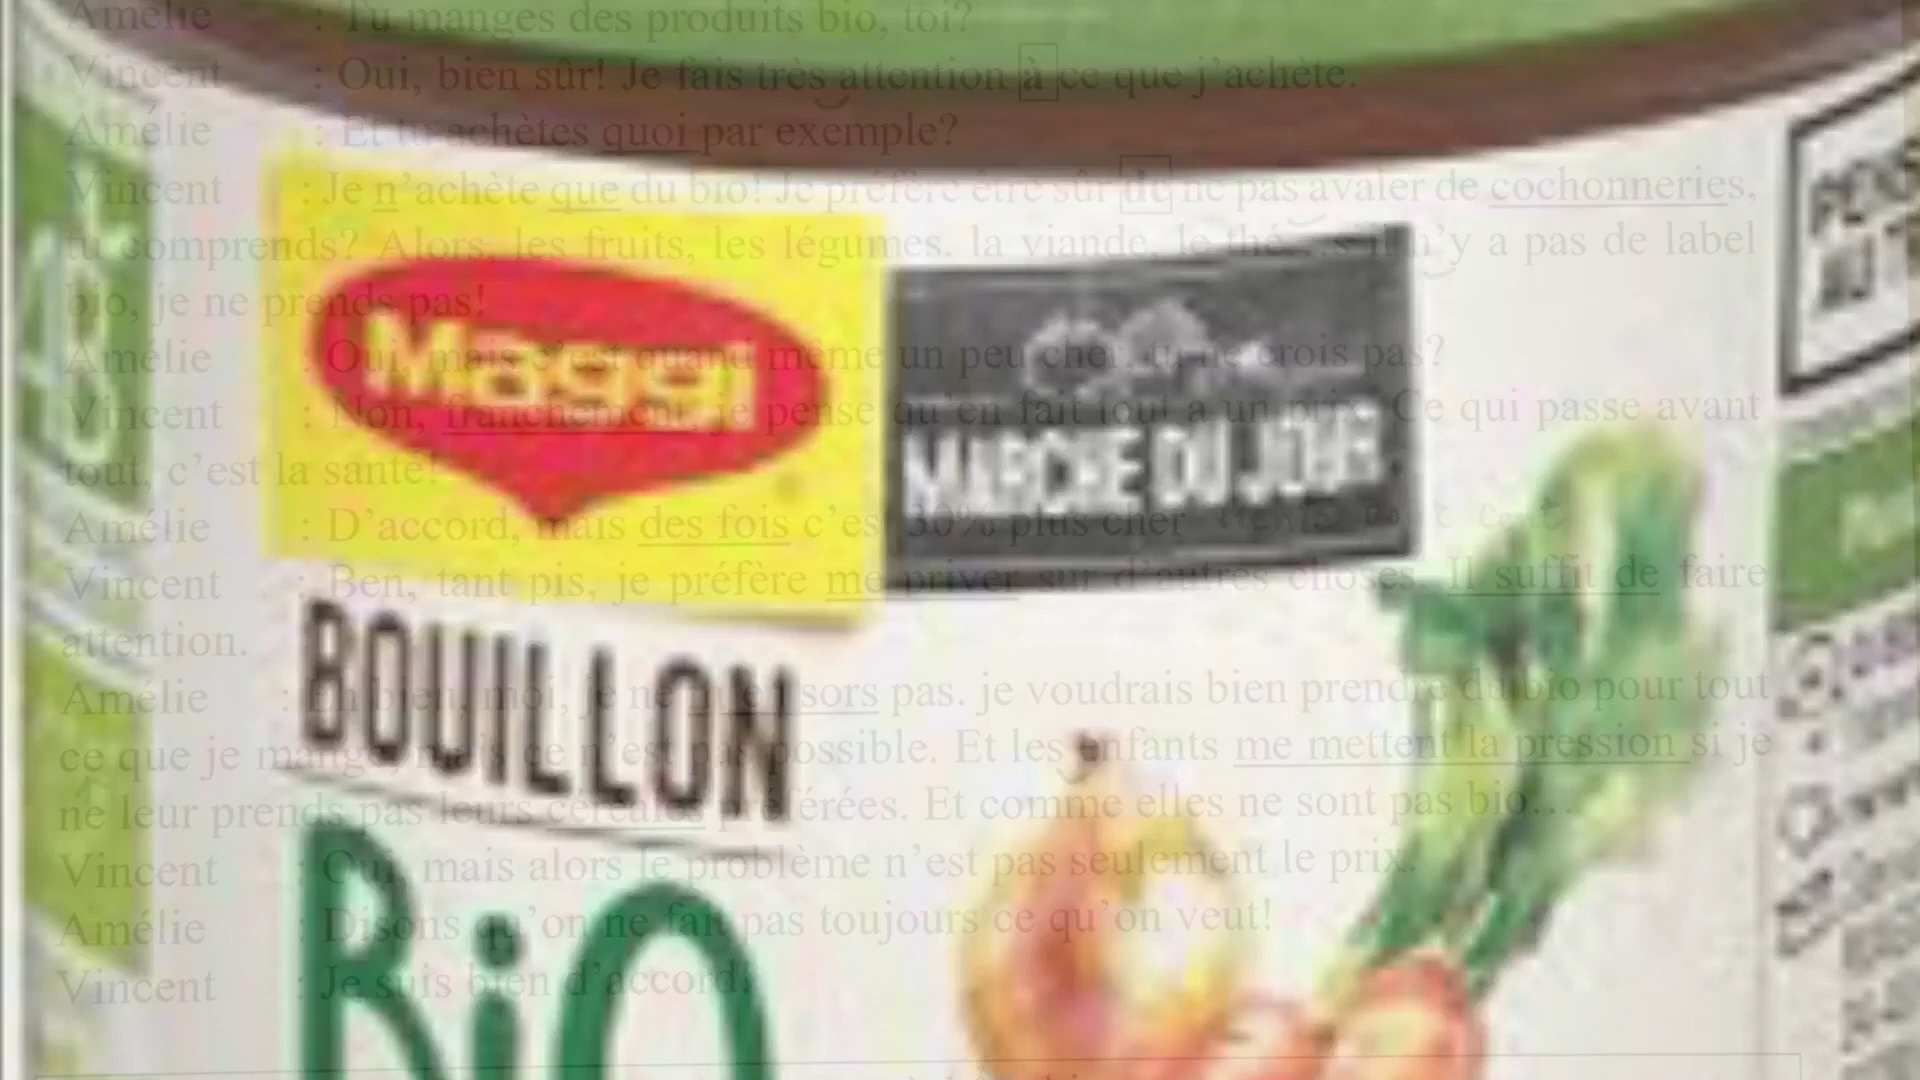 Amélie : Tu manges des produits bio, toi?
Vincent : Oui, bien sûr! Je fais très attention à ce que j'achète.
Amélie : Et tu achètes quoi par exemple?
Vincent : Je n'achète que du bio! Je préfère être sûr de ne pas avaler de cochonneries,
tu comprends? Alors, les fruits, les légumes, la viande, le thé... s'il n'y a pas de label
bio, je ne prends pas!
Amélie : Oui, mais c'est quand même un peu cher, tu ne crois pas?
Vincent : Non, franchement, je pense qu'en fait tout a un prix. Ce qui passe avant
tout, c'est la santé!
Amélie : D'accord, mais des fois c'est 30% plus cher
Vincent : Ben, tant pis, je préfère me priver sur d'autres choses. Il suffit de faire
attention.
Amélie : Eh bien, moi, je ne m'en sors pas. je voudrais bien prendre du bio pour tout
ce que je mange, mais ce n'est pas possible. Et les enfants me mettent la pression si je
ne leur prends pas leurs céréales préférées. Et comme elles ne sont pas bio...
Vincent : Oui, mais alors le problème n'est pas seulement le prix.
Amélie : Disons qu'on ne fait pas toujours ce qu'on veut!
Vincent : Je suis bien d'accord.
Maggi
MARCHÉ DU JOUR
BOUILLON
BiO
AU